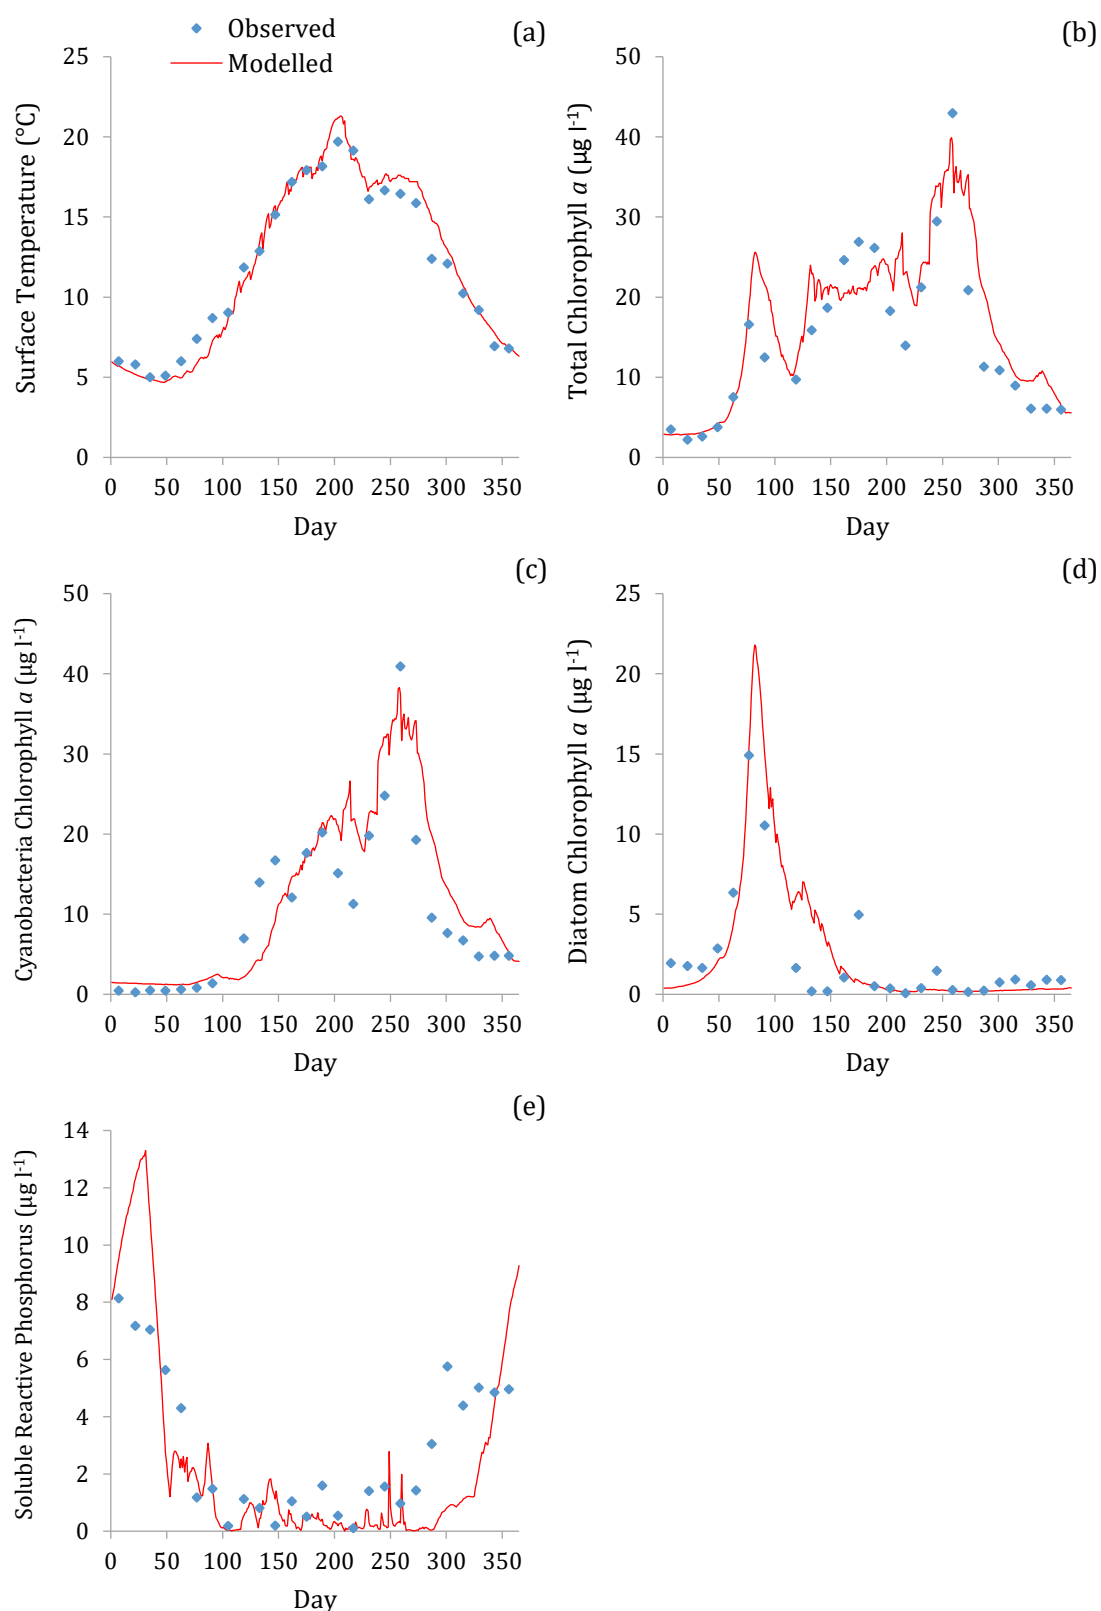 Observed
Modelled
(a)
25
20
15
10
5
0
Surface Temperature (°C)
0 50 100 150 200 250 300 350
Day
(b)
50
40
30
20
10
0
Total Chlorophyll a (µg l-1)
0 50 100 150 200 250 300 350
Day
(c)
50
40
30
20
10
0
Cyanobacteria Chlorophyll a (µg l-1)
0 50 100 150 200 250 300 350
Day
(d)
25
20
15
10
5
0
Diatom Chlorophyll a (µg l-1)
0 50 100 150 200 250 300 350
Day
(e)
14
12
10
8
6
4
2
0
Soluble Reactive Phosphorus (µg l-1)
0 50 100 150 200 250 300 350
Day